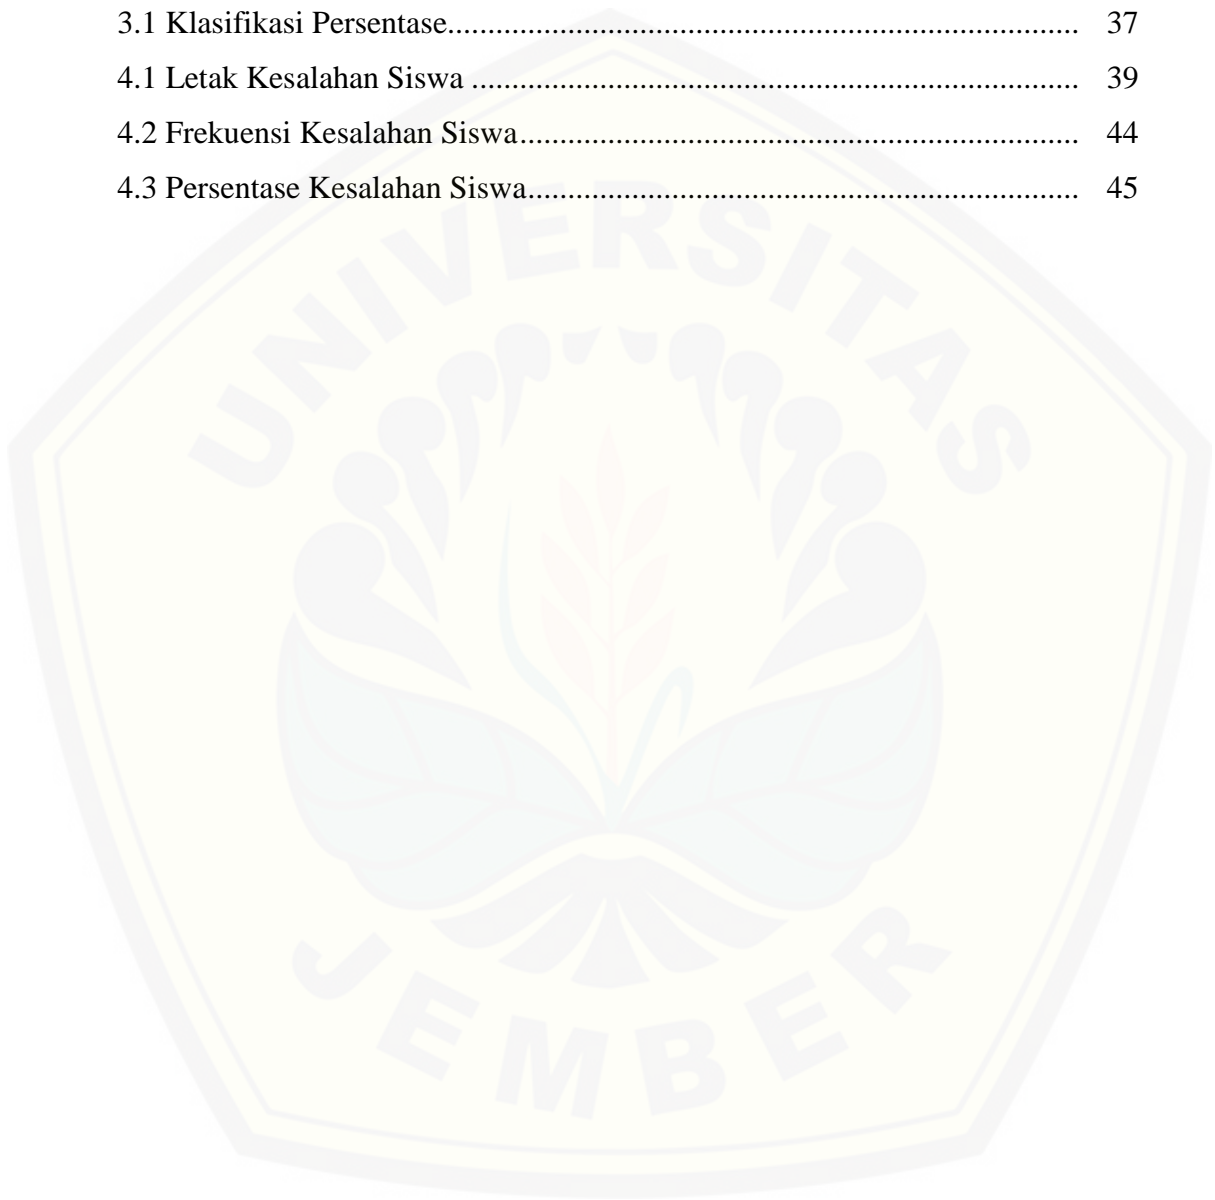 3.1 Klasifikasi Persentase............................................................................... 37
4.1 Letak Kesalahan Siswa ............................................................................ 39
4.2 Frekuensi Kesalahan Siswa...................................................................... 44
4.3 Persentase Kesalahan Siswa..................................................................... 45
UNIVERSITAS
JEMBER